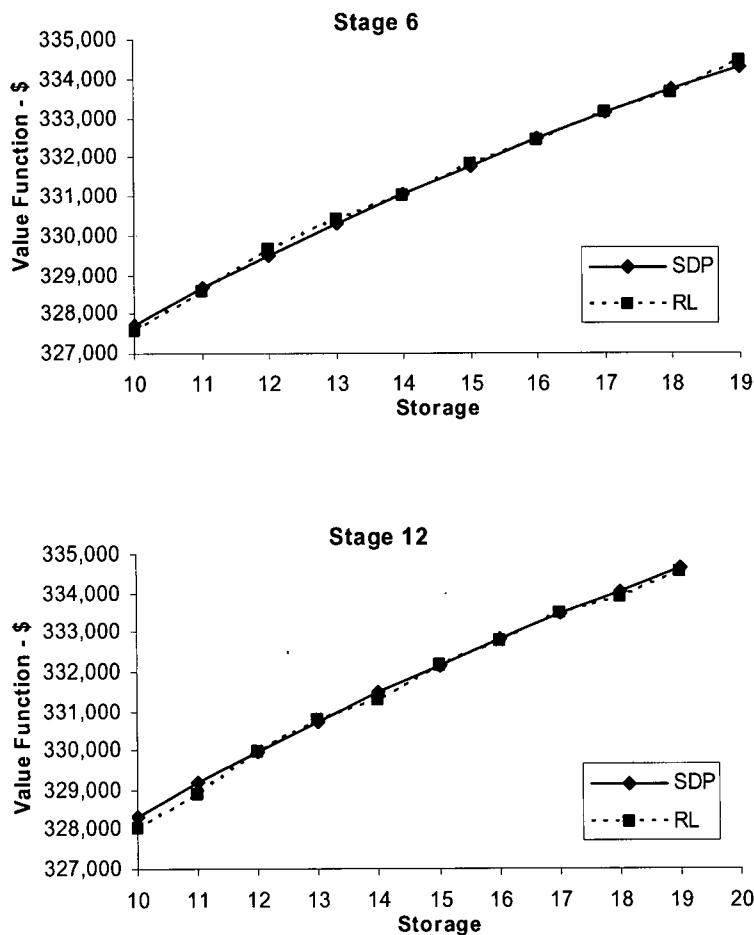 Stage 6
335,000
334,000
333,000
332,000
331,000
330,000
329,000
328,000
327,000
Value Function - $
10 11 12 13 14 15 16 17 18 19
Storage
SDP
RL
Stage 12
335,000
334,000
333,000
332,000
331,000
330,000
329,000
328,000
327,000
Value Function - $
10 11 12 13 14 15 16 17 18 19 20
Storage
SDP
RL